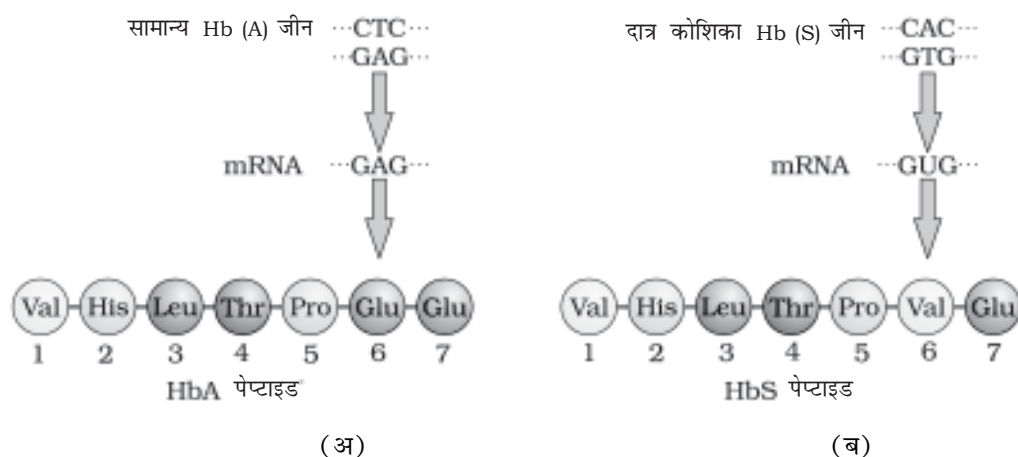 सामान्य Hb (A) जीन ···CTC···
···GAG···
mRNA ···GAG···
Val His Leu Thr Pro Glu Glu
1 2 3 4 5 6 7
HbA पेप्टाइड
(अ)
दात्र कोशिका Hb (S) जीन ···CAC···
···GTG···
mRNA ···GUG···
Val His Leu Thr Pro Val Glu
1 2 3 4 5 6 7
HbS पेप्टाइड
(ब)